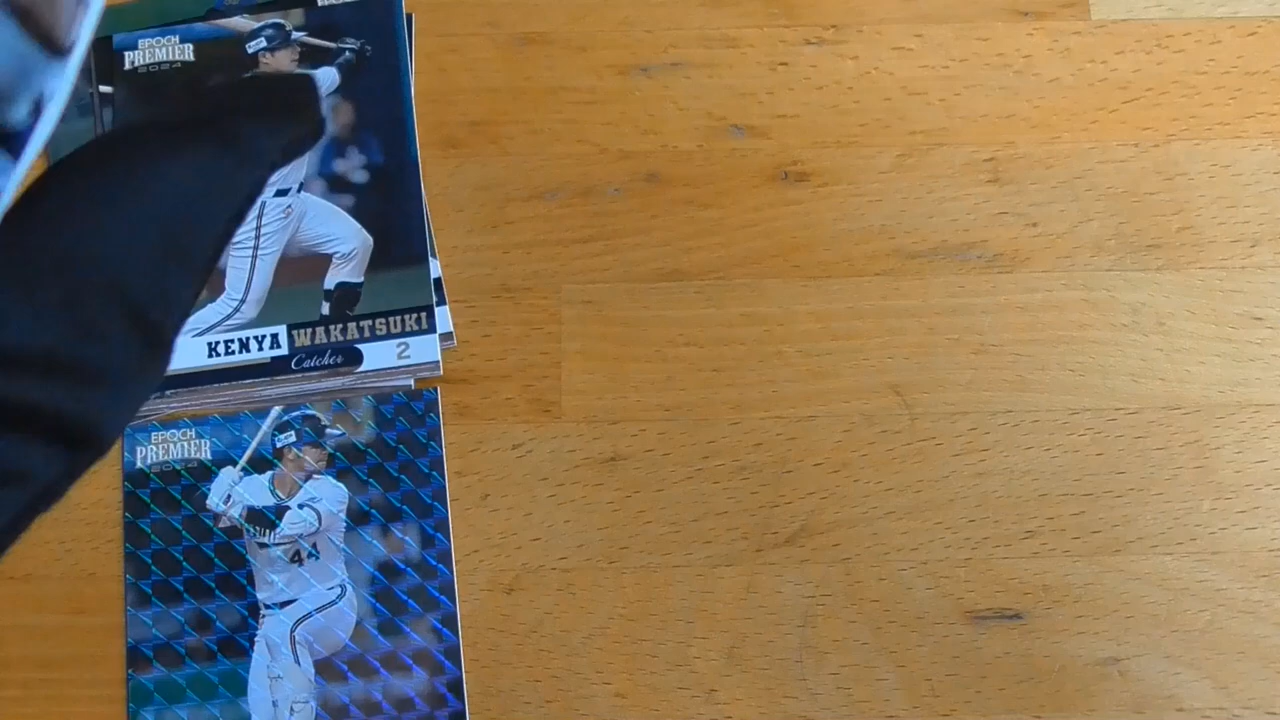 EPOCH
PREMIER
2024
KENYA WAKATSUKI
Catcher 2
EPOCH
PREMIER
2024
44